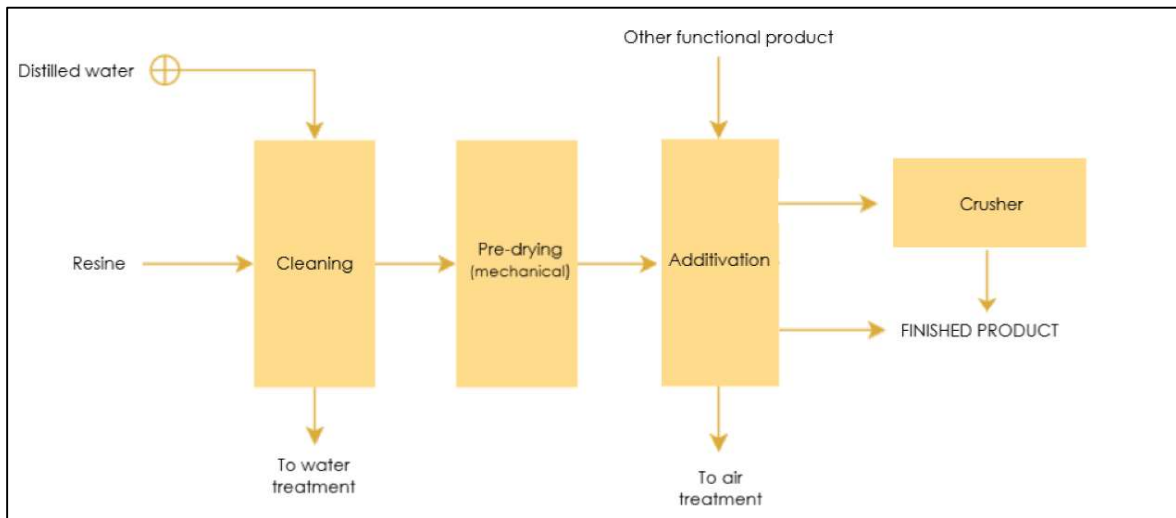 Other functional product
Distilled water
Resine
Cleaning
Pre-drying
(mechanical)
Additivation
Crusher
FINISHED PRODUCT
To water
treatment
To air
treatment